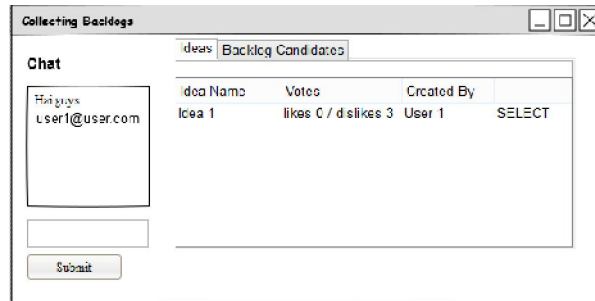 Collecting Backlogs
Chat
Hai guys
user1@user.com
Submit
Ideas Backlog Candidates
Idea Name Votes Created By
Idea 1 likes 0 / dislikes 3 User 1 SELECT